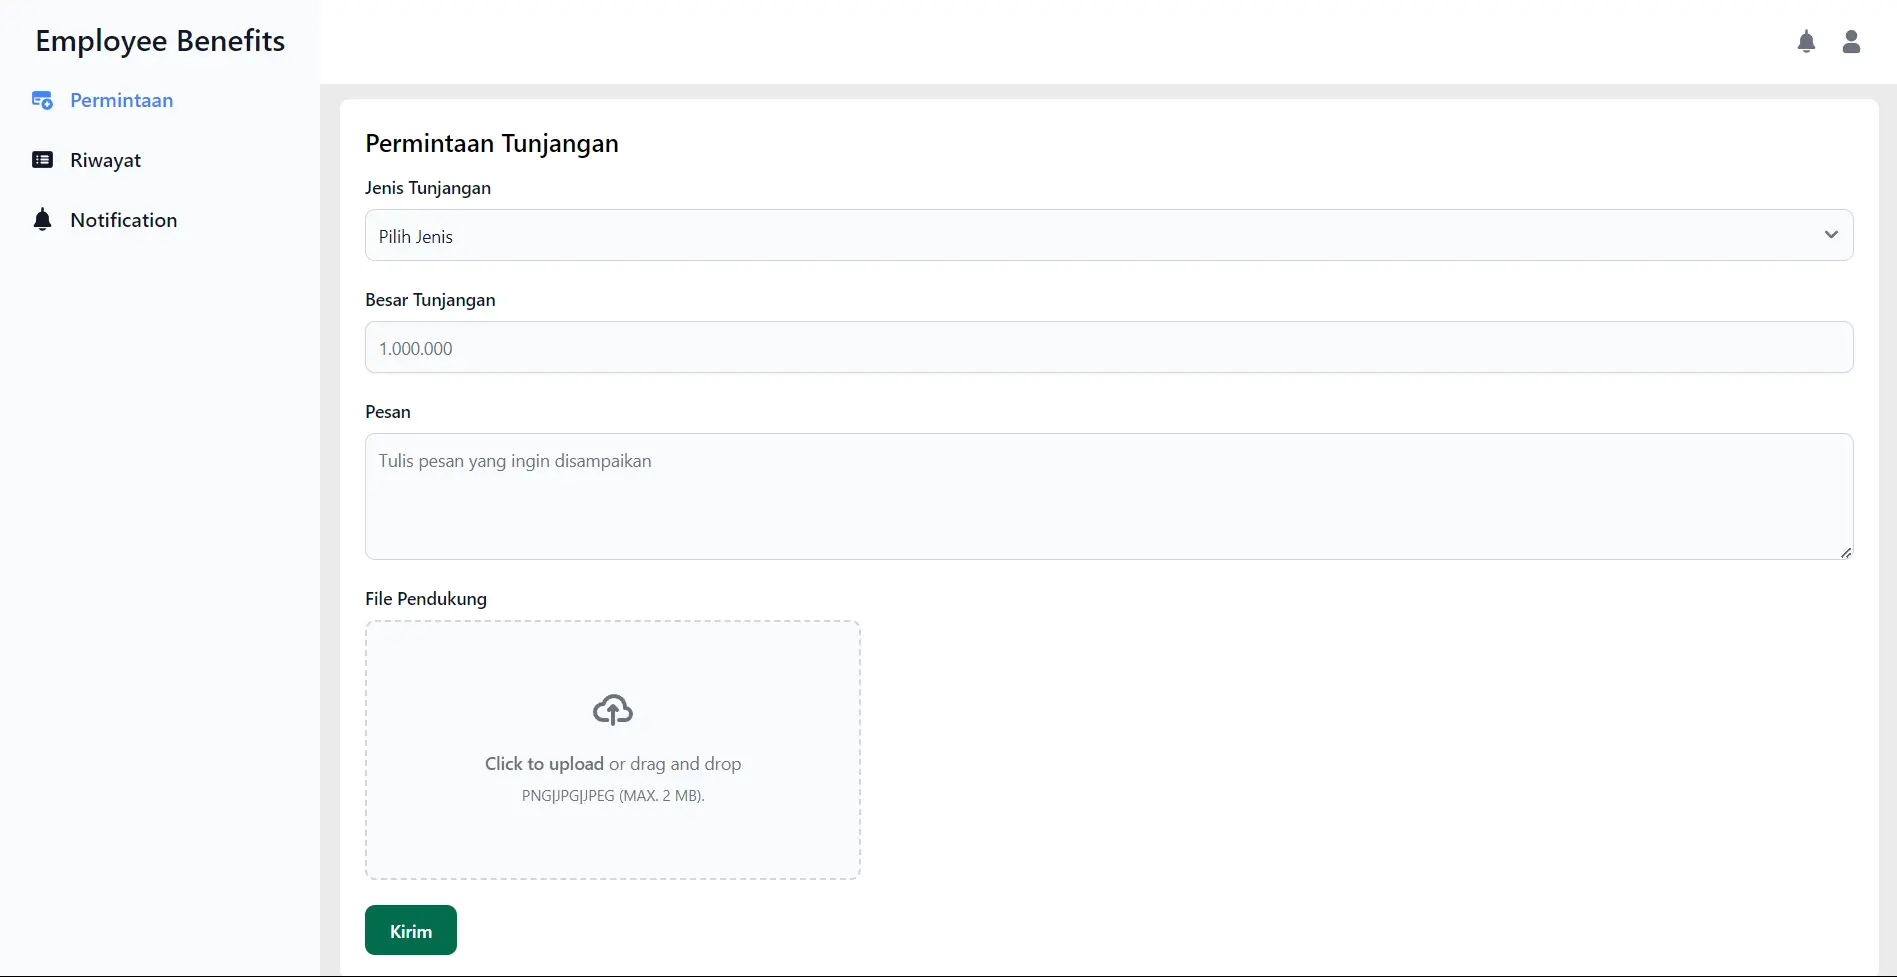 Employee Benefits
Permintaan
Riwayat
Notification
Permintaan Tunjangan
Jenis Tunjangan
Pilih Jenis
Besar Tunjangan
1.000.000
Pesan
Tulis pesan yang ingin disampaikan
File Pendukung
Click to upload or drag and drop
PNG|JPG|JPEG (MAX. 2 MB).
Kirim